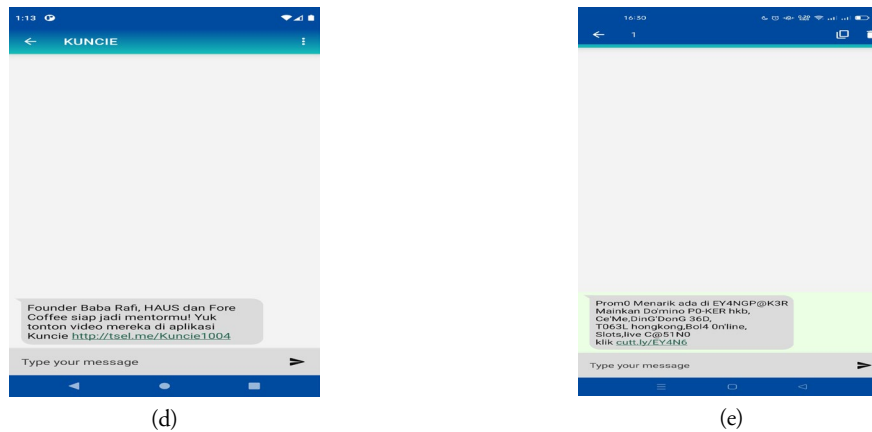 1:13
KUNCIE
Founder Baba Rafi, HAUS dan Fore
Coffee siap jadi mentormu! Yuk
tonton video mereka di aplikasi
Kuncie http://tsel.me/Kuncie1004
Type your message
(d)
16:30
1
Prom0 Menarik ada di EY4NGP@K3R
Mainkan Do'mino P0-KER hkb,
Ce'Me,DinG'DonG 36D,
T063L hongkong,Bol4 0n'line,
Slots,live C@51N0
klik cutt.ly/EY4N6
Type your message
(e)